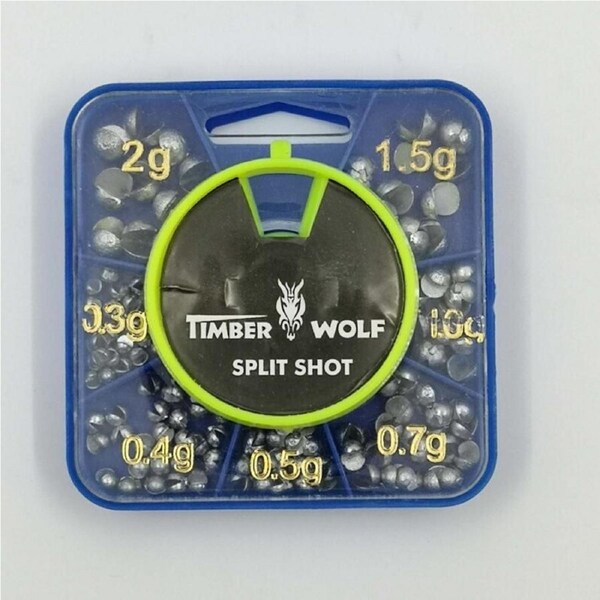 2g
1.5g
0.3g
TIMBER WOLF
1.0g
SPLIT SHOT
0.4g
0.5g
0.7g